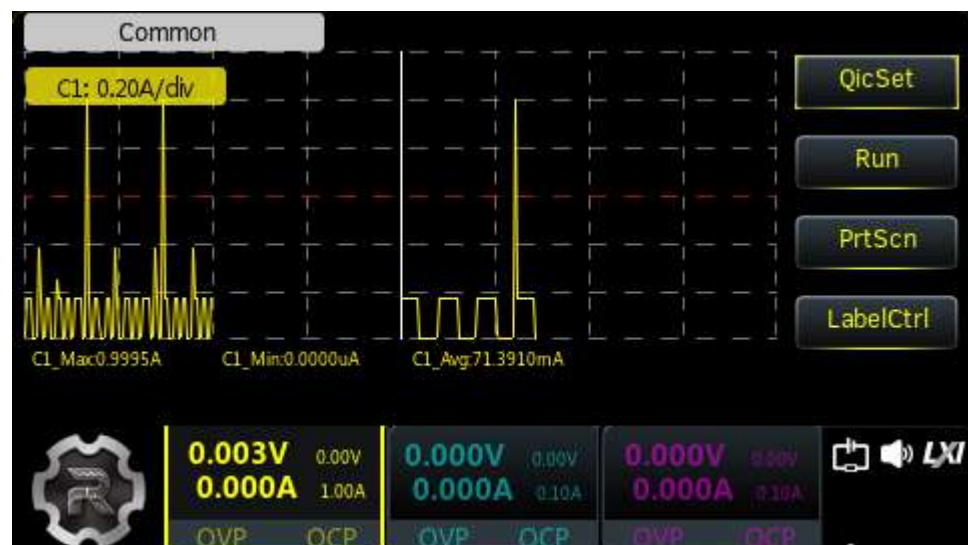 Common
C1: 0.20A/div
QicSet
Run
PrtScn
LabelCtrl
C1_Max:0.9995A C1_Min:0.0000uA C1_Avg:71.3910mA
0.003V 0.00V 0.000V 0.00V 0.000V 0.00V
0.000A 1.00A 0.000A 0.10A 0.000A 0.10A
LXI
OVP OCP OVP OCP OVP OCP